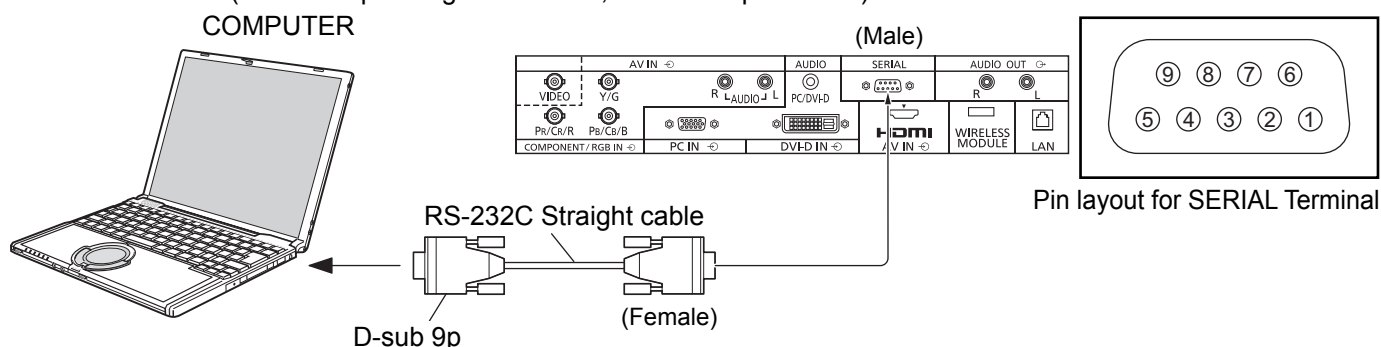 COMPUTER
(Male)
AV IN
AUDIO
SERIAL
AUDIO OUT
VIDEO
Y/G
R AUDIO L
PC/DVI-D
R
L
PR/CR/R
PB/CB/B
HDMI
WIRELESS
MODULE
LAN
COMPONENT / RGB IN
PC IN
DVI-D IN
AV IN
9 8 7 6
5 4 3 2 1
Pin layout for SERIAL Terminal
RS-232C Straight cable
(Female)
D-sub 9p